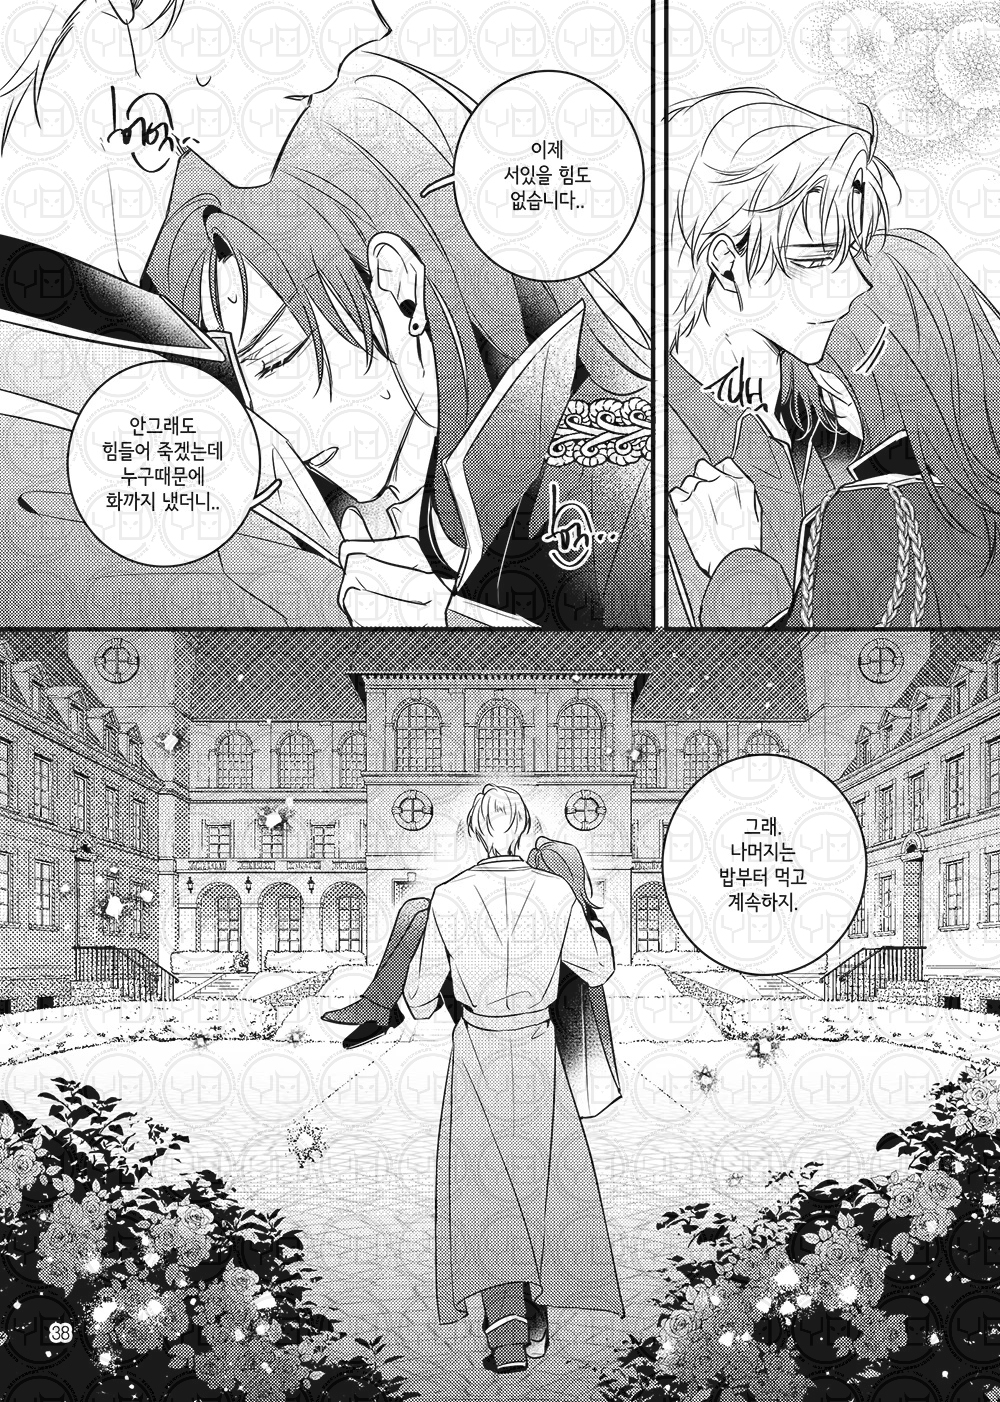 이제
서있을 힘도
없습니다..
안그래도
힘들어 죽겠는데
누구때문에
화까지 냈더니..
그래.
나머지는
밥부터 먹고
계속하지.
38